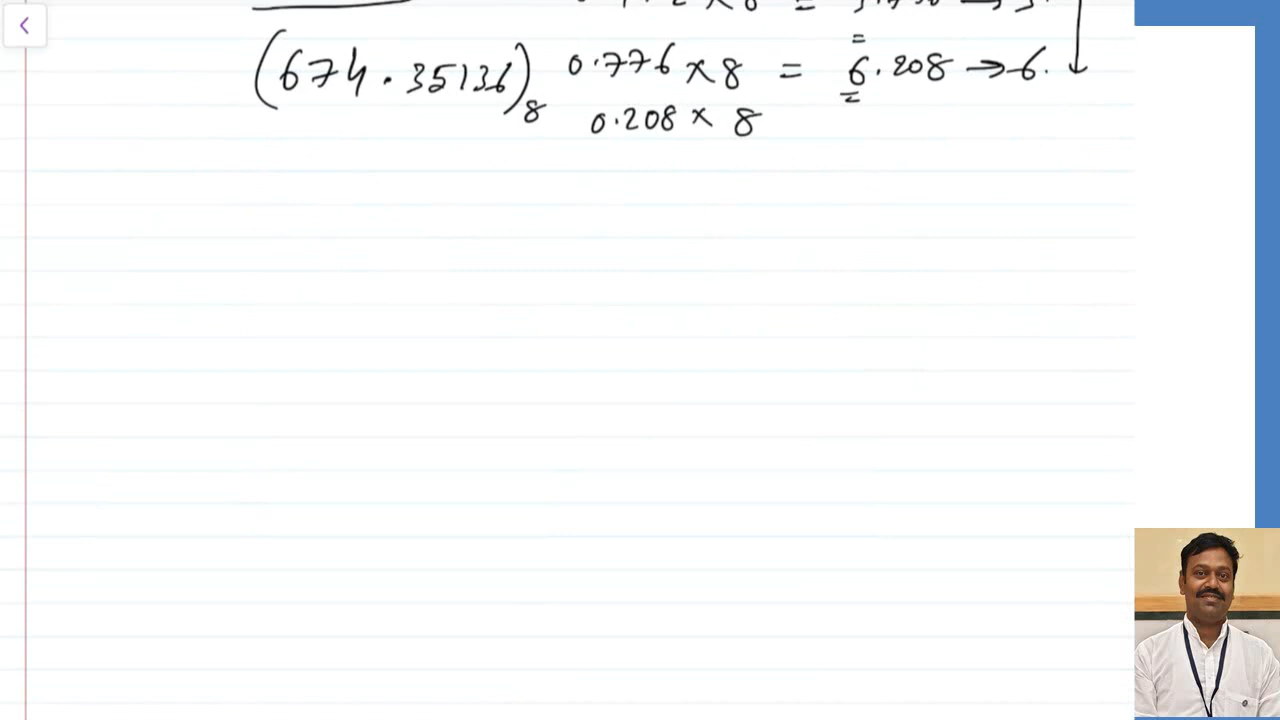 (674.35136)8 0.776 × 8 = 6.208 → 6.
0.208 × 8